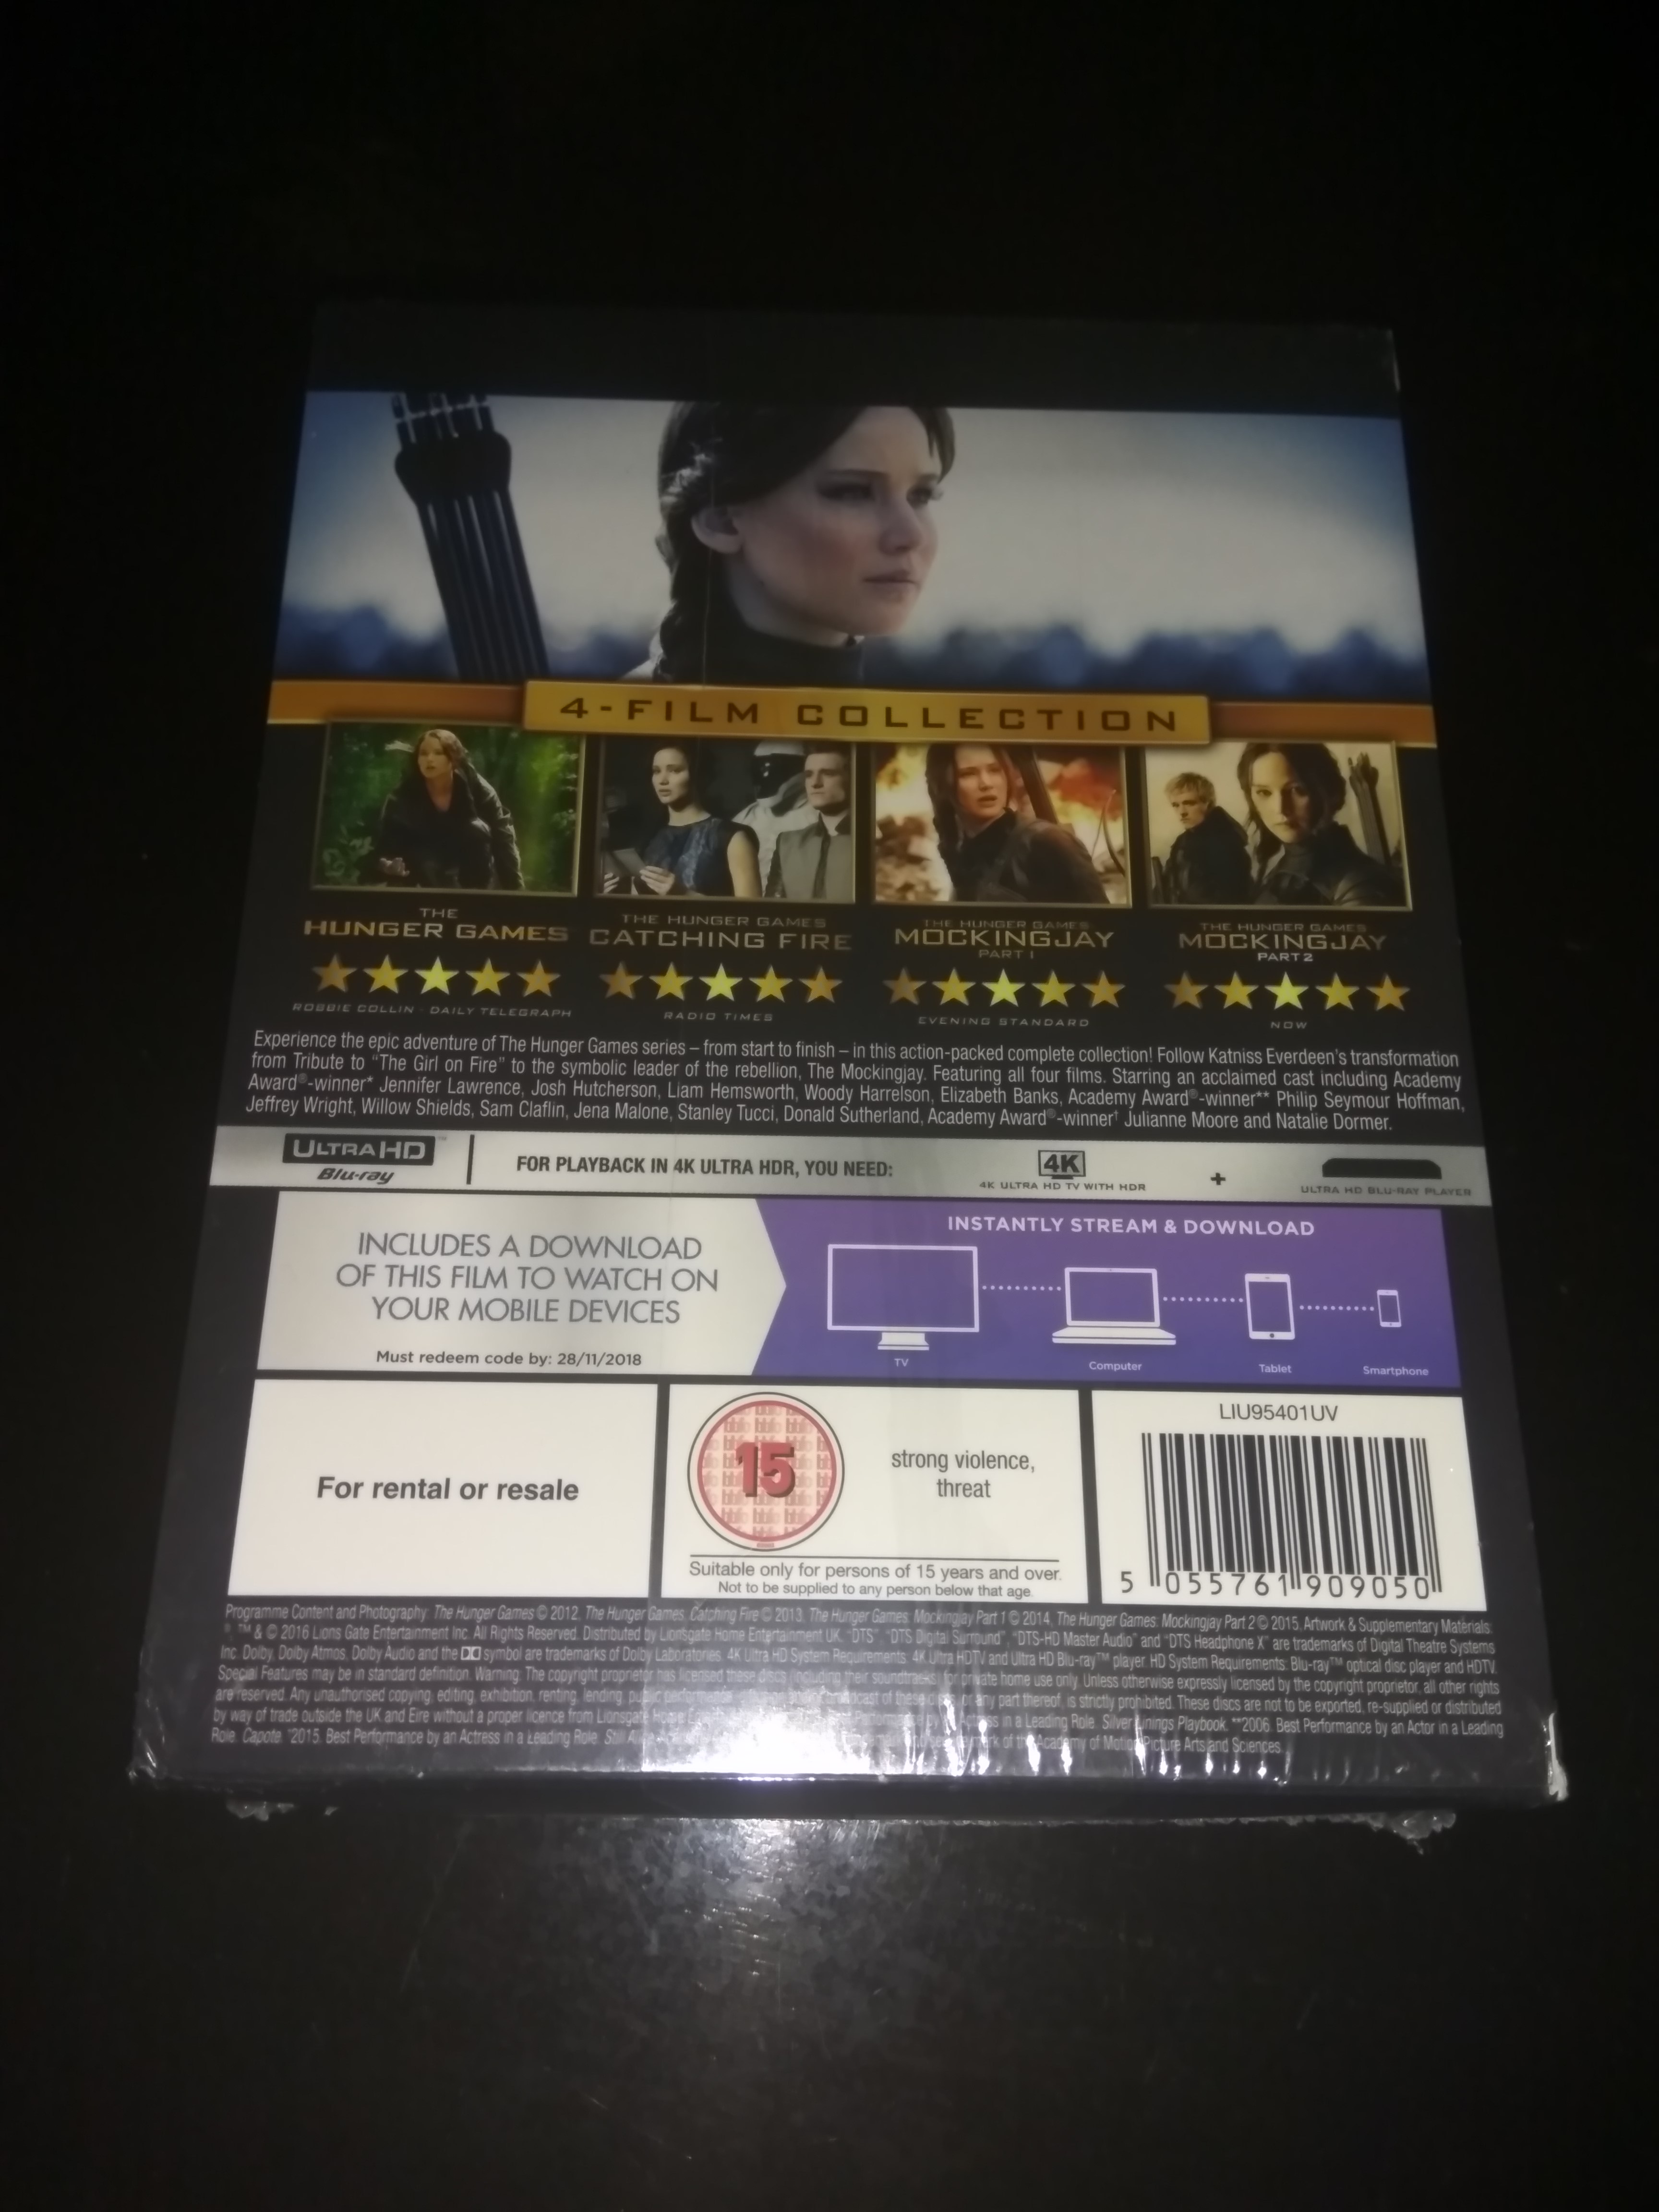 4-FILM COLLECTION
THE
HUNGER GAMES
ROBBIE COLLIN - DAILY TELEGRAPH
THE HUNGER GAMES
CATCHING FIRE
RADIO TIMES
THE HUNGER GAMES
MOCKINGJAY
PART 1
EVENING STANDARD
THE HUNGER GAMES
MOCKINGJAY
PART 2
NOW
Experience the epic adventure of The Hunger Games series – from start to finish – in this action-packed complete collection! Follow Katniss Everdeen's transformation
from Tribute to “The Girl on Fire” to the symbolic leader of the rebellion, The Mockingjay. Featuring all four films. Starring an acclaimed cast including Academy
Award®-winner* Jennifer Lawrence, Josh Hutcherson, Liam Hemsworth, Woody Harrelson, Elizabeth Banks, Academy Award®-winner** Philip Seymour Hoffman,
Jeffrey Wright, Willow Shields, Sam Claflin, Jena Malone, Stanley Tucci, Donald Sutherland, Academy Award®-winner† Julianne Moore and Natalie Dormer.
ULTRA HD™
Blu-ray
FOR PLAYBACK IN 4K ULTRA HDR, YOU NEED:
4K
4K ULTRA HD TV WITH HDR
+
ULTRA HD BLU-RAY PLAYER
INCLUDES A DOWNLOAD
OF THIS FILM TO WATCH ON
YOUR MOBILE DEVICES
Must redeem code by: 28/11/2018
INSTANTLY STREAM & DOWNLOAD
TV
Computer
Tablet
Smartphone
For rental or resale
15
strong violence,
threat
Suitable only for persons of 15 years and over.
Not to be supplied to any person below that age.
LIU95401UV
5 055761 909050
Programme Content and Photography: The Hunger Games © 2012, The Hunger Games: Catching Fire © 2013, The Hunger Games: Mockingjay Part 1 © 2014, The Hunger Games: Mockingjay Part 2 © 2015, Artwork & Supplementary Materials:
®, ™ & © 2016 Lions Gate Entertainment Inc. All Rights Reserved. Distributed by Lionsgate Home Entertainment UK. “DTS”, “DTS Digital Surround”, “DTS-HD Master Audio” and “DTS Headphone X” are trademarks of Digital Theatre Systems
Inc. Dolby, Dolby Atmos, Dolby Audio and the symbol are trademarks of Dolby Laboratories. 4K Ultra HD System Requirements: 4K Ultra HDTV and Ultra HD Blu-ray™ player. HD System Requirements: Blu-ray™ optical disc player and HDTV.
Special Features may be in standard definition. Warning: The copyright proprietor has licensed these discs (including their soundtracks) for private home use only. Unless otherwise expressly licensed by the copyright proprietor, all other rights
are reserved. Any unauthorised copying, editing, exhibition, renting, lending, public performance, broadcast of these discs, or any part thereof, is strictly prohibited. These discs are not to be exported, re-supplied or distributed
by way of trade outside the UK and Eire without a proper licence from Lionsgate Home in a Leading Role. Silver Linings Playbook. **2006. Best Performance by an Actor in a Leading
Role. Capote. †2015. Best Performance by an Actress in a Leading Role. Still of the Academy of Motion Picture Arts and Sciences.